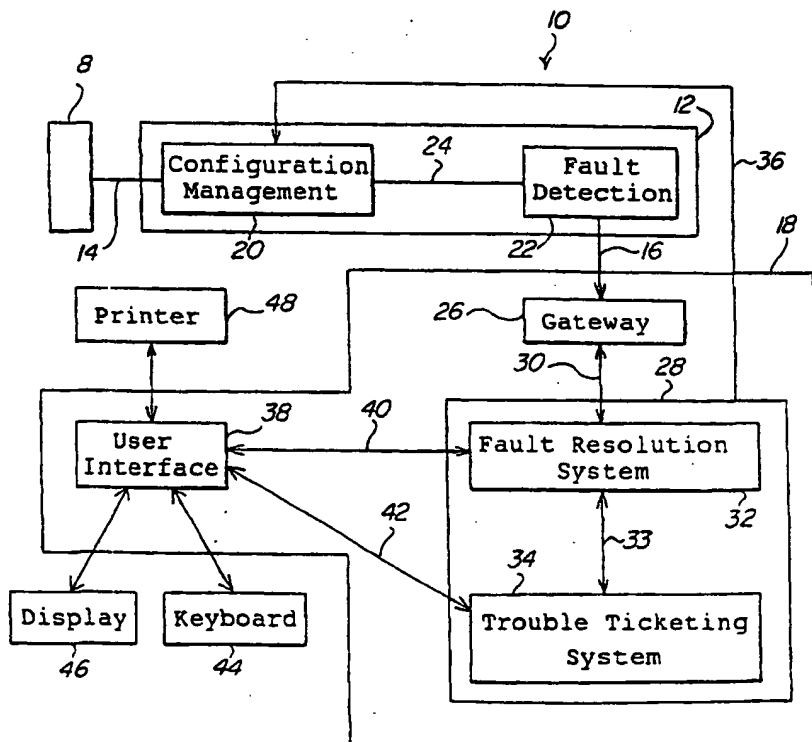 10
8
12
Configuration
Management
24
Fault
Detection
36
14
20
22
16
18
Printer
48
26
Gateway
30
28
User
Interface
38
40
Fault Resolution
System
32
42
33
34
Display
46
Keyboard
44
Trouble Ticketing
System